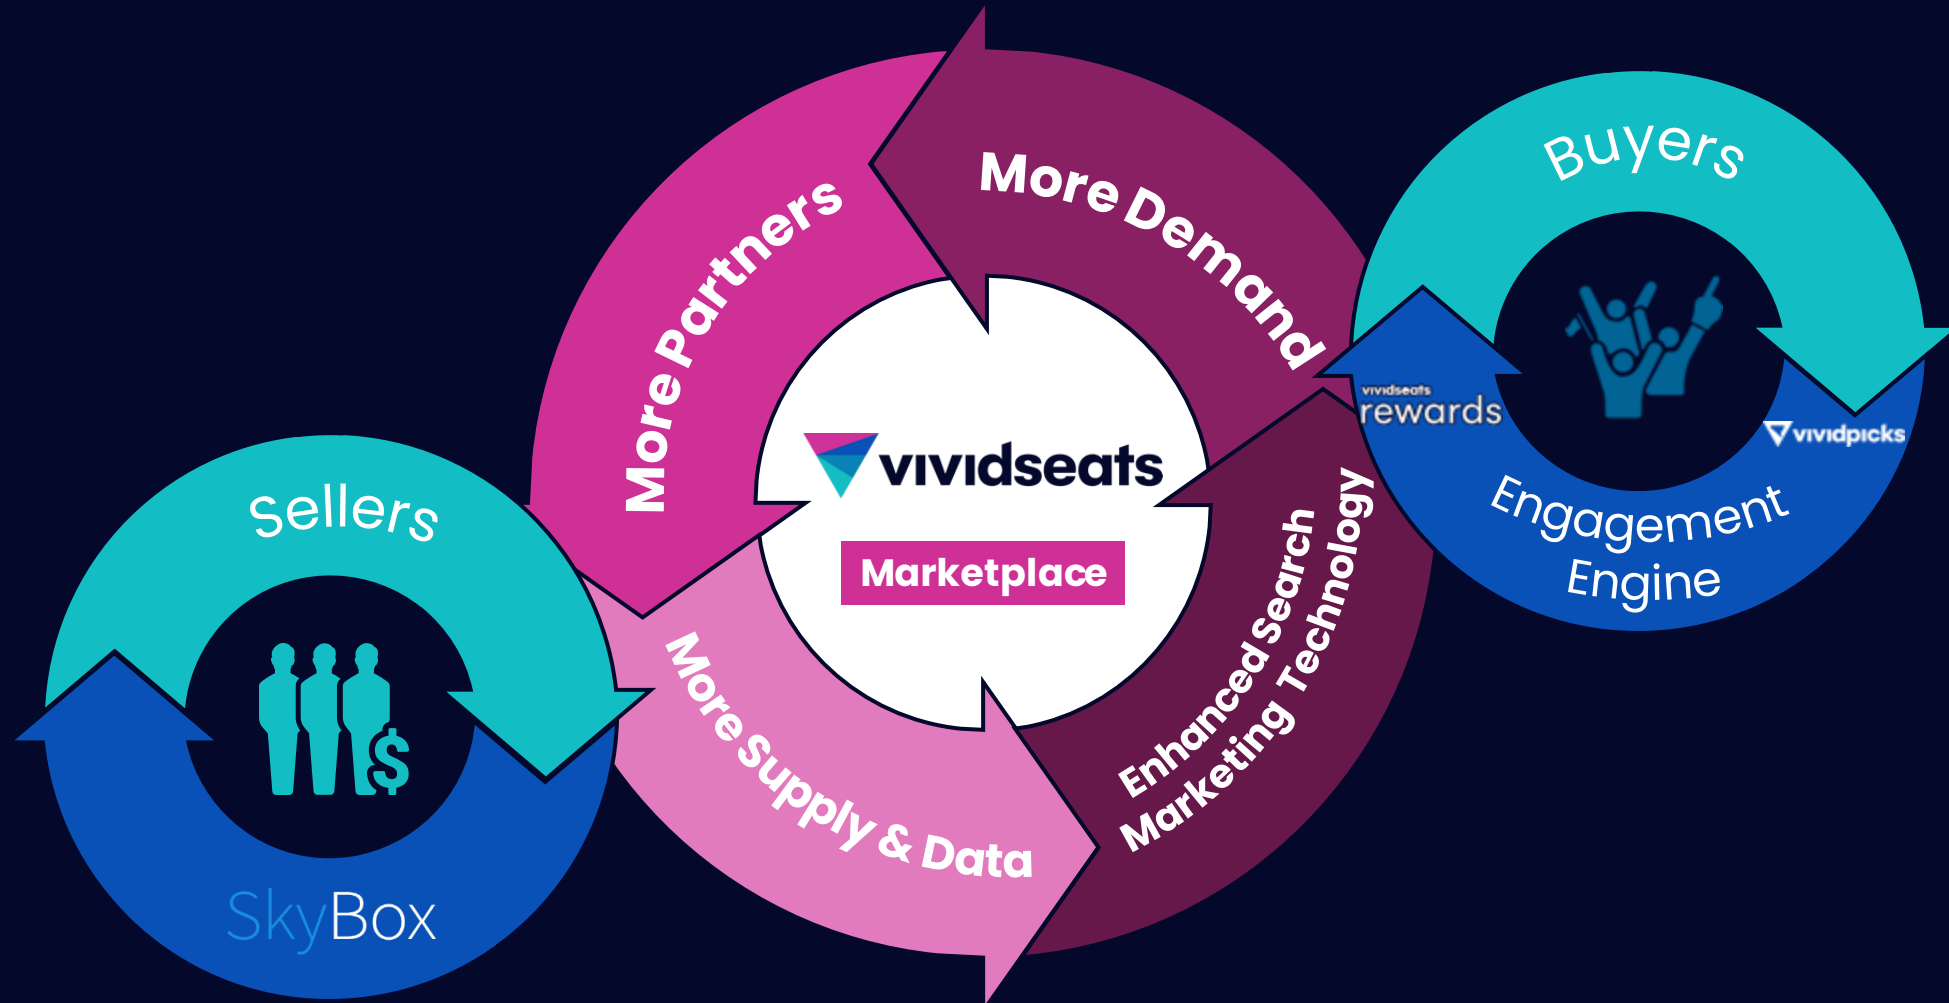 More Demand
More Partners
Buyers
vividseats
rewards
vividpicks
Engagement
Engine
vividseats
Marketplace
Sellers
SkyBox
More Supply & Data
Enhanced Search
Marketing Technology